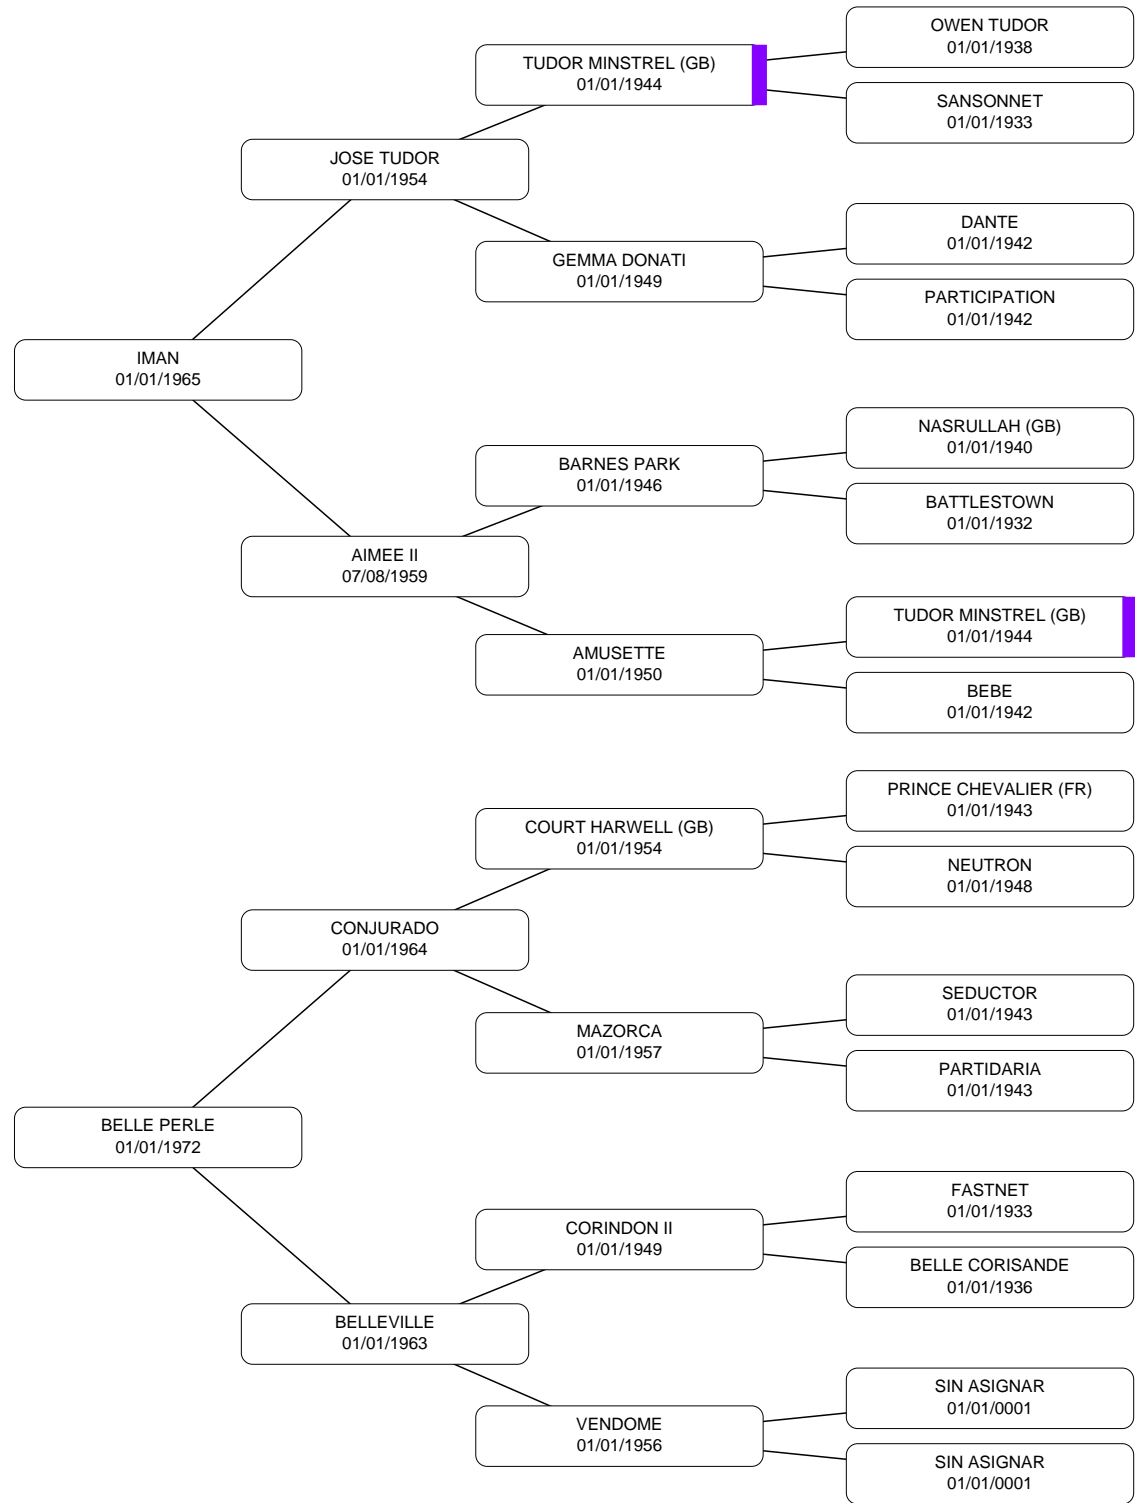 OWEN TUDOR
01/01/1938
TUDOR MINSTREL (GB)
01/01/1944
SANSONNET
01/01/1933
JOSE TUDOR
01/01/1954
DANTE
01/01/1942
GEMMA DONATI
01/01/1949
PARTICIPATION
01/01/1942
IMAN
01/01/1965
NASRULLAH (GB)
01/01/1940
BARNES PARK
01/01/1946
BATTLESTOWN
01/01/1932
AIMEE II
07/08/1959
TUDOR MINSTREL (GB)
01/01/1944
AMUSETTE
01/01/1950
BEBE
01/01/1942
PRINCE CHEVALIER (FR)
01/01/1943
COURT HARWELL (GB)
01/01/1954
NEUTRON
01/01/1948
CONJURADO
01/01/1964
SEDUCTOR
01/01/1943
MAZORCA
01/01/1957
PARTIDARIA
01/01/1943
BELLE PERLE
01/01/1972
FASTNET
01/01/1933
CORINDON II
01/01/1949
BELLE CORISANDE
01/01/1936
BELLEVILLE
01/01/1963
SIN ASIGNAR
01/01/0001
VENDOME
01/01/1956
SIN ASIGNAR
01/01/0001